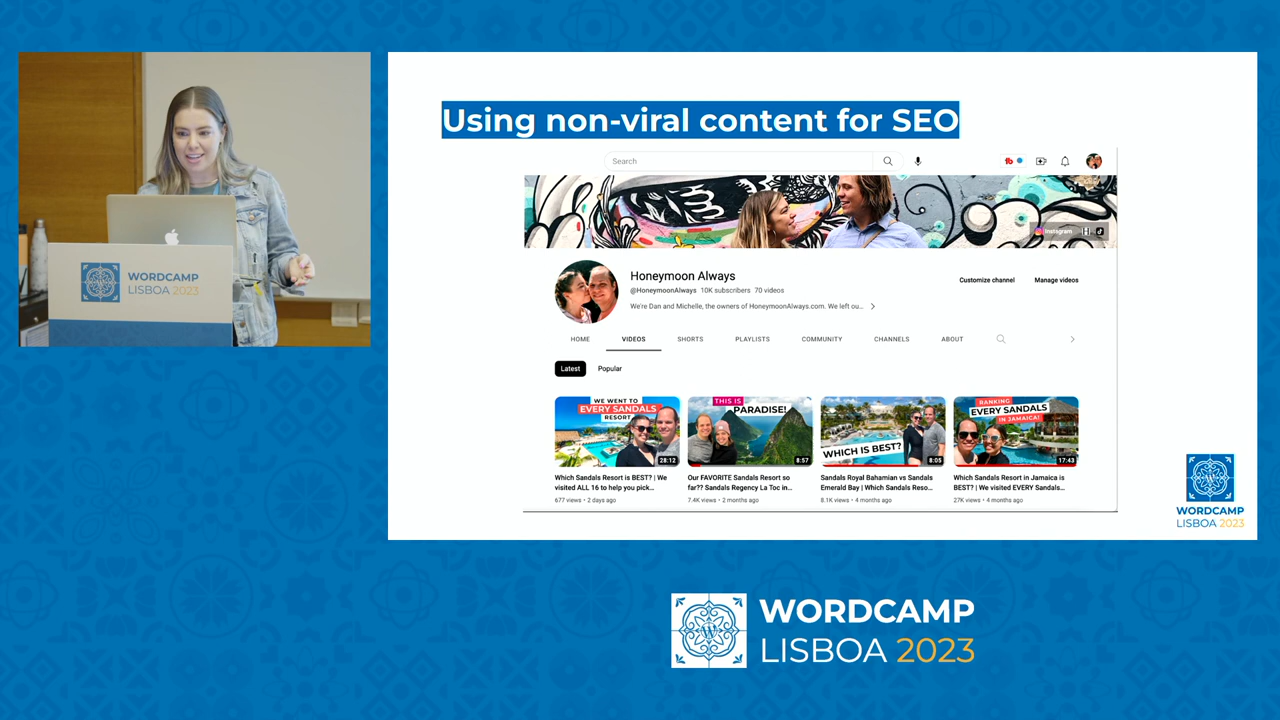 WORDCAMP
LISBOA 2023
Using non-viral content for SEO
Search
Instagram
Honeymoon Always
@HoneymoonAlways 10K subscribers 70 videos
We're Dan and Michelle, the owners of HoneymoonAlways.com. We left ou...
Customize channel
Manage videos
HOME
VIDEOS
SHORTS
PLAYLISTS
COMMUNITY
CHANNELS
ABOUT
Latest
Popular
WE WENT TO
EVERY SANDALS
RESORT
28:12
THIS IS
PARADISE!
8:57
WHICH IS BEST?
8:05
RANKING
EVERY SANDALS
IN JAMAICA!
17:43
Which Sandals Resort is BEST? | We
visited ALL 16 to help you pick...
677 views • 2 days ago
Our FAVORITE Sandals Resort so
far?? Sandals Regency La Toc in...
7.4K views • 2 months ago
Sandals Royal Bahamian vs Sandals
Emerald Bay | Which Sandals Reso...
8.1K views • 4 months ago
Which Sandals Resort in Jamaica is
BEST? | We visited EVERY Sandals...
27K views • 4 months ago
WORDCAMP
LISBOA 2023
WORDCAMP
LISBOA 2023